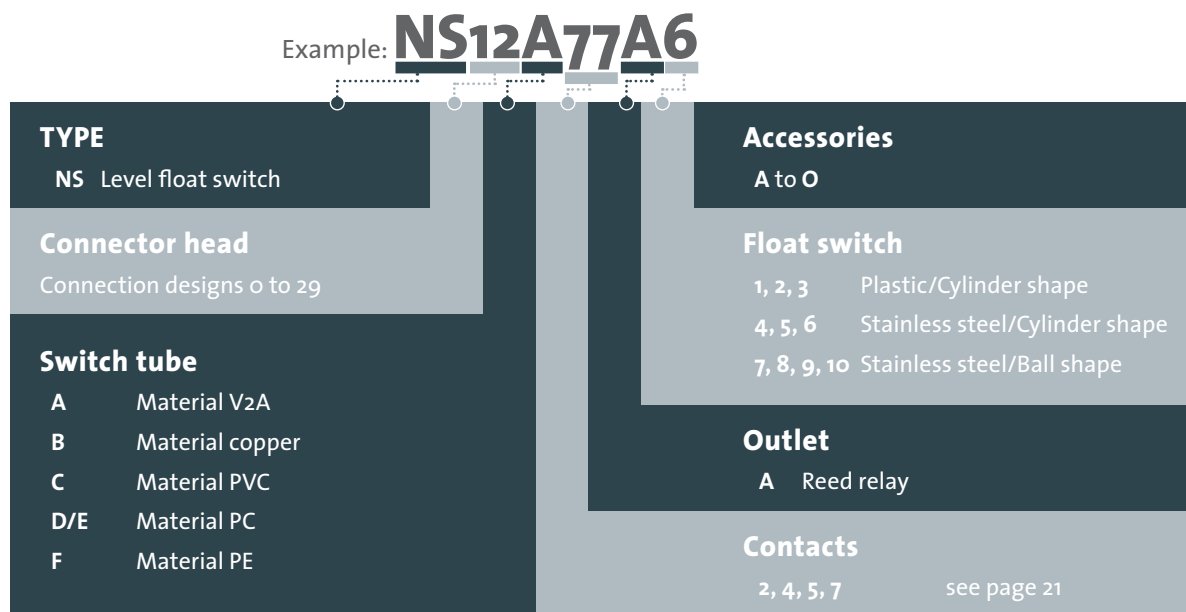 Example: NS12A77A6
TYPE
NS Level float switch
Connector head
Connection designs 0 to 29
Switch tube
A Material V2A
B Material copper
C Material PVC
D/E Material PC
F Material PE
Accessories
A to O
Float switch
1, 2, 3 Plastic/Cylinder shape
4, 5, 6 Stainless steel/Cylinder shape
7, 8, 9, 10 Stainless steel/Ball shape
Outlet
A Reed relay
Contacts
2, 4, 5, 7 see page 21